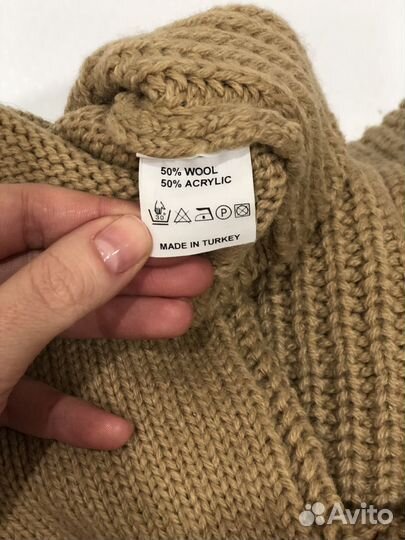 50% WOOL
50% ACRYLIC
30
P
MADE IN TURKEY
Avito